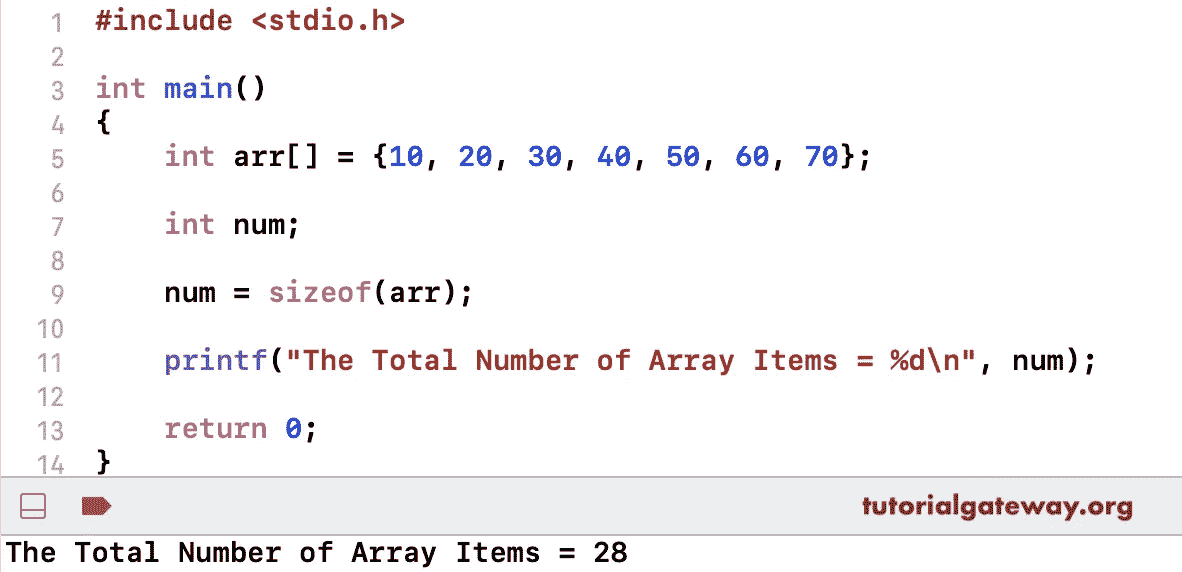 1 #include <stdio.h>
2
3 int main()
4 {
5 int arr[] = {10, 20, 30, 40, 50, 60, 70};
6
7 int num;
8
9 num = sizeof(arr);
10
11 printf("The Total Number of Array Items = %d\n", num);
12
13 return 0;
14 }
tutorialgateway.org
The Total Number of Array Items = 28